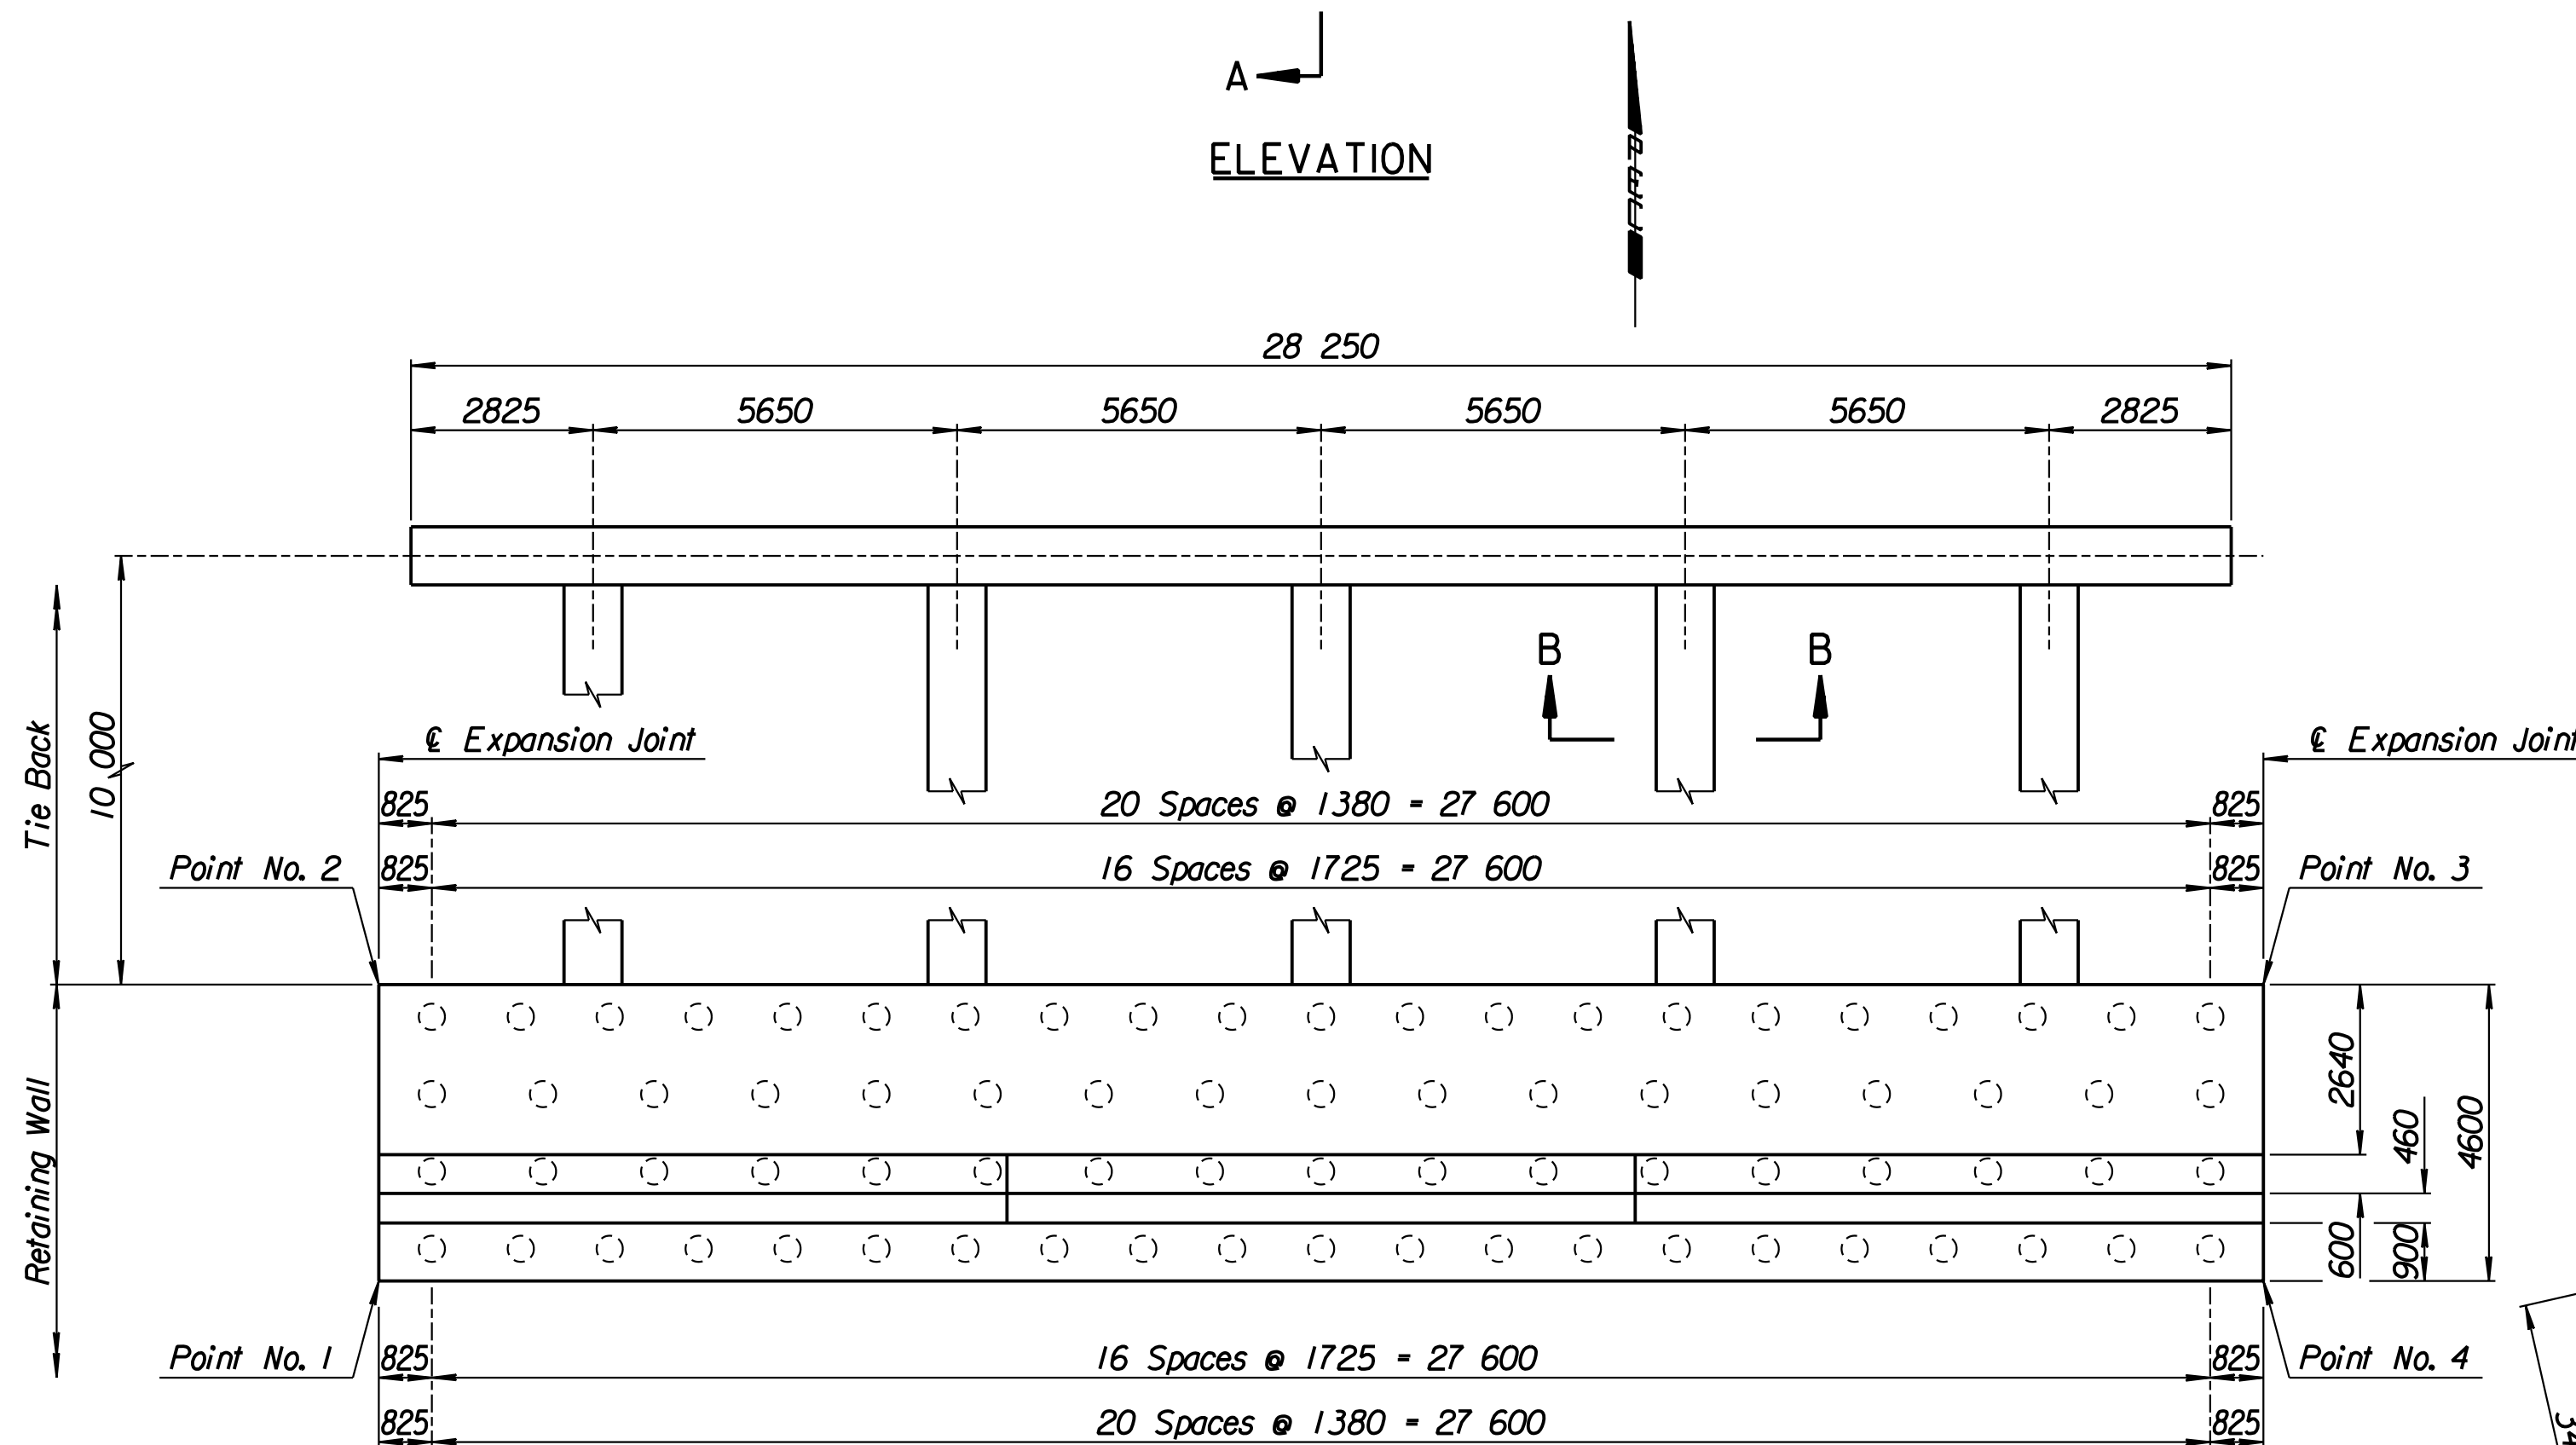 A
ELEVATION
28 250
2825 5650 5650 5650 5650 2825
B B
Tie Back
10 000
℄ Expansion Joint
℄ Expansion Joint
825 20 Spaces @ 1380 = 27 600 825
Point No. 2 825 16 Spaces @ 1725 = 27 600 825 Point No. 3
Retaining Wall
2640
460
4600
600
900
Point No. 1 825 16 Spaces @ 1725 = 27 600 825 Point No. 4
825 20 Spaces @ 1380 = 27 600 825